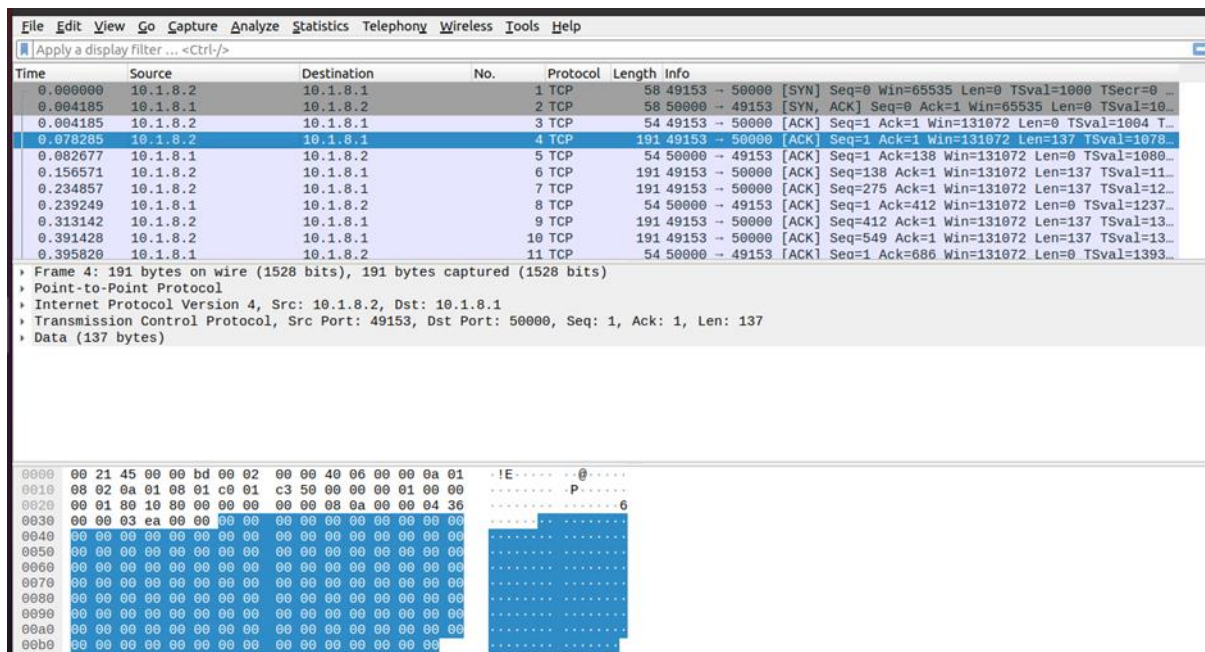 File Edit View Go Capture Analyze Statistics Telephony Wireless Tools Help
Apply a display filter ... <Ctrl-/>
Time Source Destination No. Protocol Length Info
0.000000 10.1.8.2 10.1.8.1 1 TCP 58 49153 → 50000 [SYN] Seq=0 Win=65535 Len=0 TSval=1000 TSecr=0 …
0.004185 10.1.8.1 10.1.8.2 2 TCP 58 50000 → 49153 [SYN, ACK] Seq=0 Ack=1 Win=65535 Len=0 TSval=10…
0.004185 10.1.8.2 10.1.8.1 3 TCP 54 49153 → 50000 [ACK] Seq=1 Ack=1 Win=131072 Len=0 TSval=1004 T…
0.078285 10.1.8.2 10.1.8.1 4 TCP 191 49153 → 50000 [ACK] Seq=1 Ack=1 Win=131072 Len=137 TSval=1078…
0.082677 10.1.8.1 10.1.8.2 5 TCP 54 50000 → 49153 [ACK] Seq=1 Ack=138 Win=131072 Len=0 TSval=1080…
0.156571 10.1.8.2 10.1.8.1 6 TCP 191 49153 → 50000 [ACK] Seq=138 Ack=1 Win=131072 Len=137 TSval=11…
0.234857 10.1.8.2 10.1.8.1 7 TCP 191 49153 → 50000 [ACK] Seq=275 Ack=1 Win=131072 Len=137 TSval=12…
0.239249 10.1.8.1 10.1.8.2 8 TCP 54 50000 → 49153 [ACK] Seq=1 Ack=412 Win=131072 Len=0 TSval=1237…
0.313142 10.1.8.2 10.1.8.1 9 TCP 191 49153 → 50000 [ACK] Seq=412 Ack=1 Win=131072 Len=137 TSval=13…
0.391428 10.1.8.2 10.1.8.1 10 TCP 191 49153 → 50000 [ACK] Seq=549 Ack=1 Win=131072 Len=137 TSval=13…
0.395820 10.1.8.1 10.1.8.2 11 TCP 54 50000 → 49153 [ACK] Seq=1 Ack=686 Win=131072 Len=0 TSval=1393…
Frame 4: 191 bytes on wire (1528 bits), 191 bytes captured (1528 bits)
Point-to-Point Protocol
Internet Protocol Version 4, Src: 10.1.8.2, Dst: 10.1.8.1
Transmission Control Protocol, Src Port: 49153, Dst Port: 50000, Seq: 1, Ack: 1, Len: 137
Data (137 bytes)
0000 00 21 45 00 00 bd 00 02 00 00 40 06 00 00 0a 01 ·!E····· ··@·····
0010 08 02 0a 01 08 01 c0 01 c3 50 00 00 00 01 00 00 ········ ·P······
0020 00 01 80 10 80 00 00 00 00 00 08 0a 00 00 04 36 ········ ·······6
0030 00 00 03 ea 00 00 00 00 00 00 00 00 00 00 00 00 ········ ········
0040 00 00 00 00 00 00 00 00 00 00 00 00 00 00 00 00 ········ ········
0050 00 00 00 00 00 00 00 00 00 00 00 00 00 00 00 00 ········ ········
0060 00 00 00 00 00 00 00 00 00 00 00 00 00 00 00 00 ········ ········
0070 00 00 00 00 00 00 00 00 00 00 00 00 00 00 00 00 ········ ········
0080 00 00 00 00 00 00 00 00 00 00 00 00 00 00 00 00 ········ ········
0090 00 00 00 00 00 00 00 00 00 00 00 00 00 00 00 00 ········ ········
00a0 00 00 00 00 00 00 00 00 00 00 00 00 00 00 00 00 ········ ········
00b0 00 00 00 00 00 00 00 00 00 00 00 00 00 00 00 ········ ·······